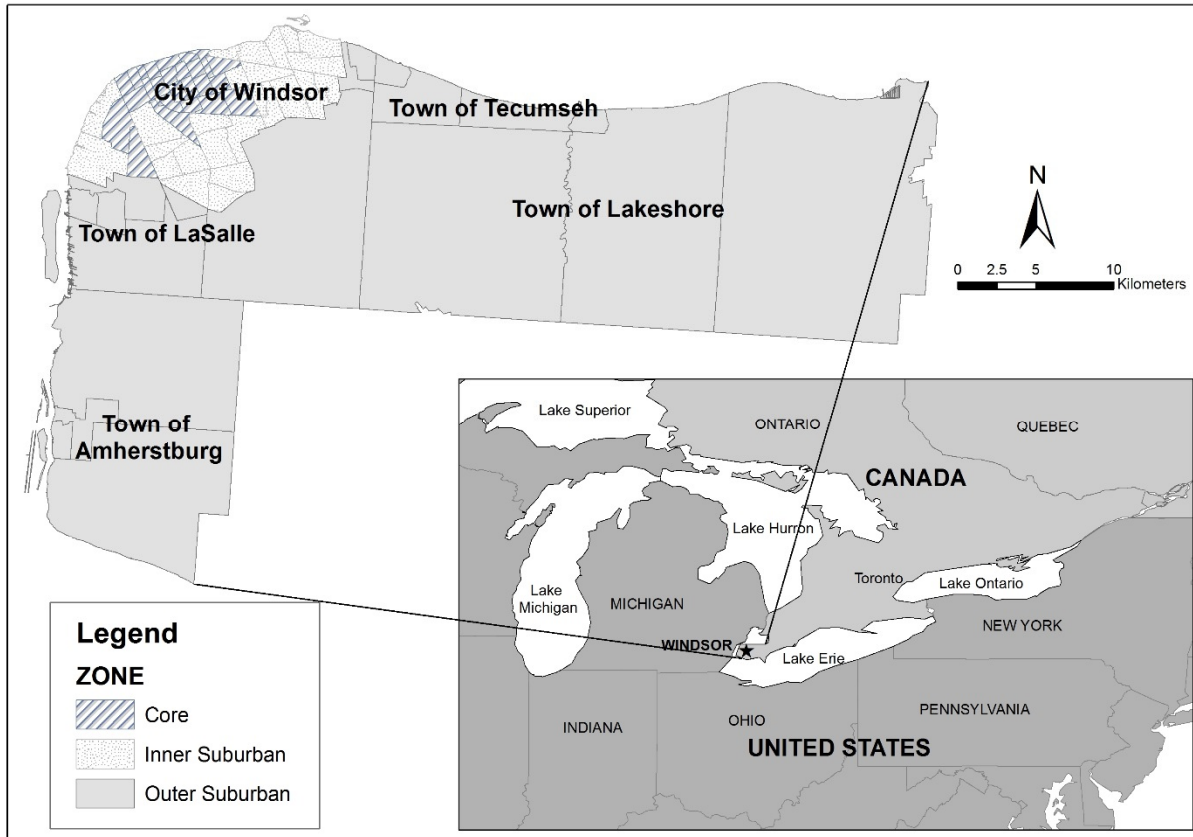 City of Windsor
Town of Tecumseh
Town of Lakeshore
Town of LaSalle
Town of
Amherstburg
N
0 2.5 5 10
Kilometers
Lake Superior
ONTARIO
QUEBEC
CANADA
Lake Hurron
Toronto
Lake Ontario
Lake
Michigan
MICHIGAN
NEW YORK
WINDSOR
Lake Erie
PENNSYLVANIA
INDIANA
OHIO
UNITED STATES
Legend
ZONE
Core
Inner Suburban
Outer Suburban